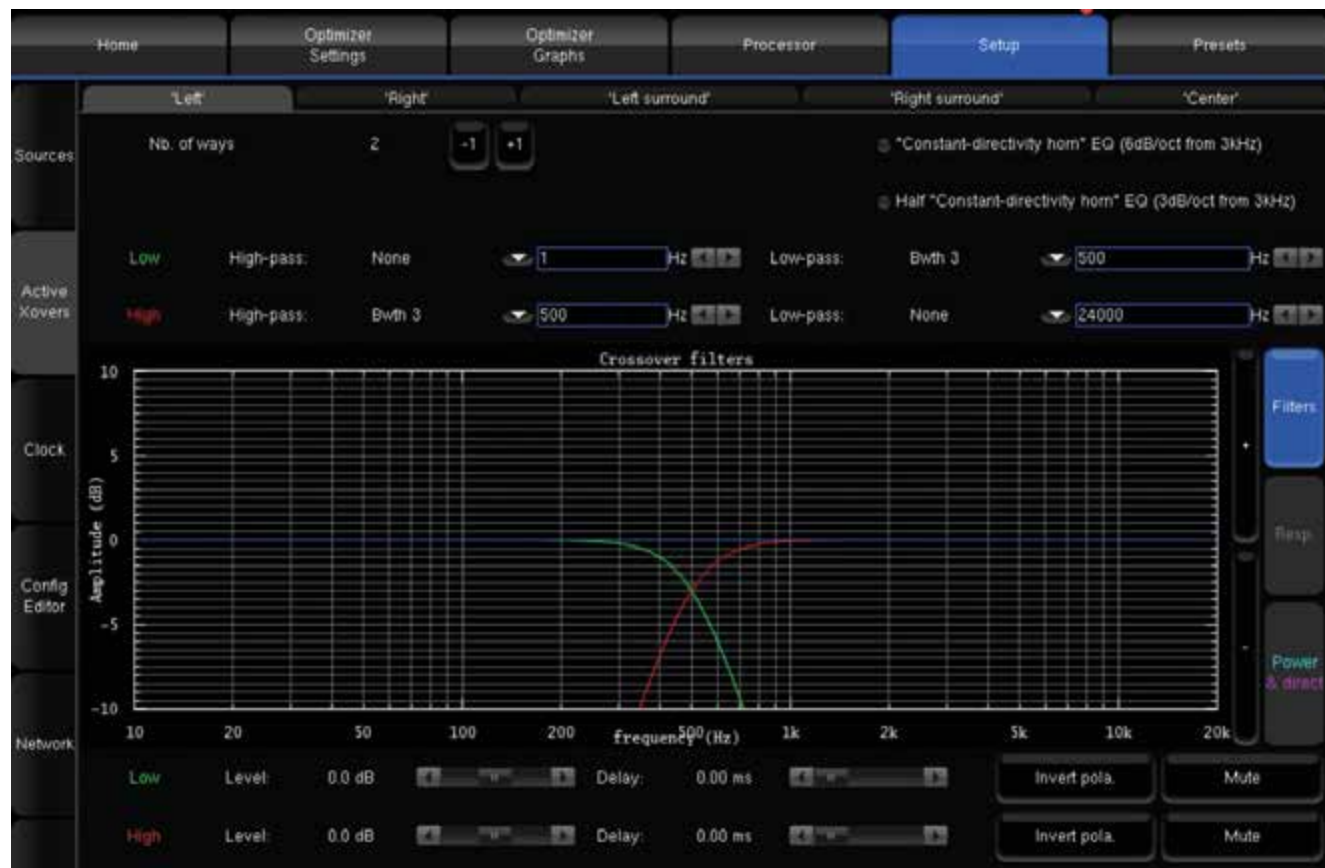 Home
Optimizer Settings
Optimizer Graphs
Processor
Setup
Presets
'Left'
'Right'
'Left surround'
'Right surround'
'Center'
Sources
Active Xovers
Clock
Config Editor
Network
Nb. of ways 2 -1 +1
"Constant-directivity horn" EQ (6dB/oct from 3kHz)
Half "Constant-directivity horn" EQ (3dB/oct from 3kHz)
Low High-pass: None 1 Hz Low-pass: Bwth 3 500 Hz
High High-pass: Bwth 3 500 Hz Low-pass: None 24000 Hz
Crossover filters
Amplitude (dB)
10
5
0
-5
-10
10 20 50 100 200 500 1k 2k 5k 10k 20k
frequency (Hz)
+
-
Filters
Resp.
Power & direct
Low Level: 0.0 dB Delay: 0.00 ms Invert pola. Mute
High Level: 0.0 dB Delay: 0.00 ms Invert pola. Mute